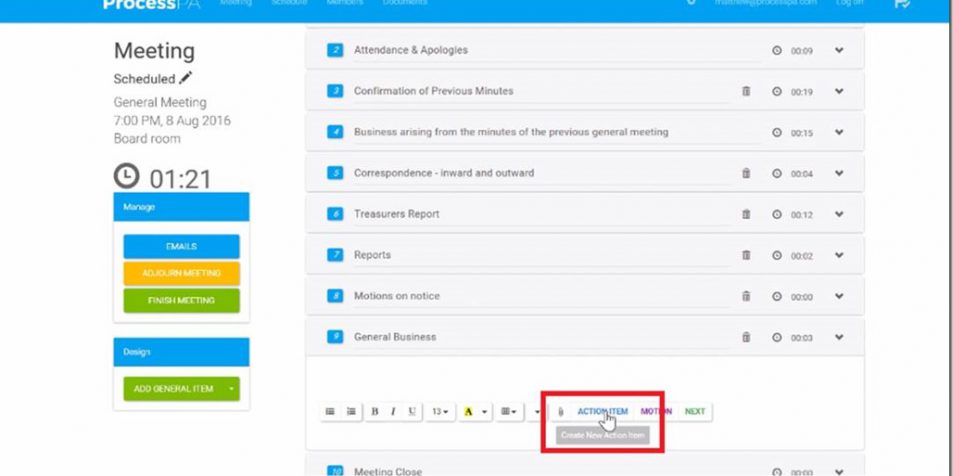 ProcessPA Meeting Schedule Members Documents matthew@processpa.com Log off
Meeting
Scheduled
General Meeting
7:00 PM, 8 Aug 2016
Board room
01:21
Manage
EMAILS
ADJOURN MEETING
FINISH MEETING
Design
ADD GENERAL ITEM
2 Attendance & Apologies 00:09
3 Confirmation of Previous Minutes 00:19
4 Business arising from the minutes of the previous general meeting 00:15
5 Correspondence - inward and outward 00:04
6 Treasurers Report 00:12
7 Reports 00:02
8 Motions on notice 00:00
9 General Business 00:03
B I U 13 A ACTION ITEM MOTION NEXT
Create New Action Item
10 Meeting Close 00:00